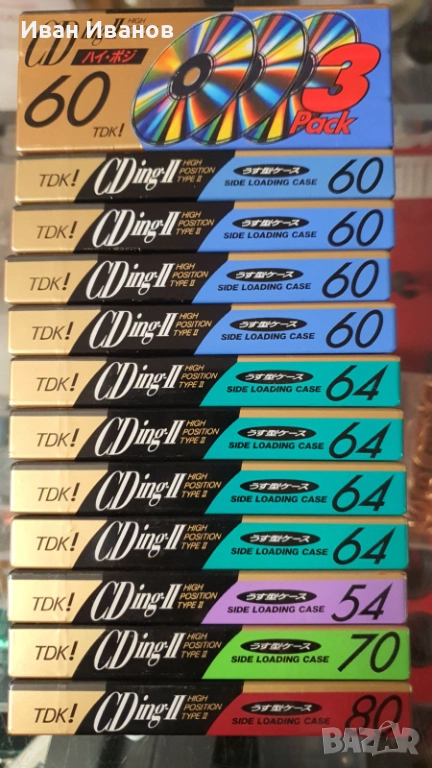 Иван Иванов
CDing-II HIGH
ハイ・ポジ
60 TDK!
3
Pack
TDK! CDing-II HIGH POSITION TYPE II うす型ケース SIDE LOADING CASE 60
TDK! CDing-II HIGH POSITION TYPE II うす型ケース SIDE LOADING CASE 60
TDK! CDing-II HIGH POSITION TYPE II うす型ケース SIDE LOADING CASE 60
TDK! CDing-II HIGH POSITION TYPE II うす型ケース SIDE LOADING CASE 60
TDK! CDing-II HIGH POSITION TYPE II うす型ケース SIDE LOADING CASE 64
TDK! CDing-II HIGH POSITION TYPE II うす型ケース SIDE LOADING CASE 64
TDK! CDing-II HIGH POSITION TYPE II うす型ケース SIDE LOADING CASE 64
TDK! CDing-II HIGH POSITION TYPE II うす型ケース SIDE LOADING CASE 64
TDK! CDing-II HIGH POSITION TYPE II うす型ケース SIDE LOADING CASE 54
TDK! CDing-II HIGH POSITION TYPE II うす型ケース SIDE LOADING CASE 70
TDK! CDing-II HIGH POSITION TYPE II うす型ケース SIDE LOADING CASE 80
BAZAR